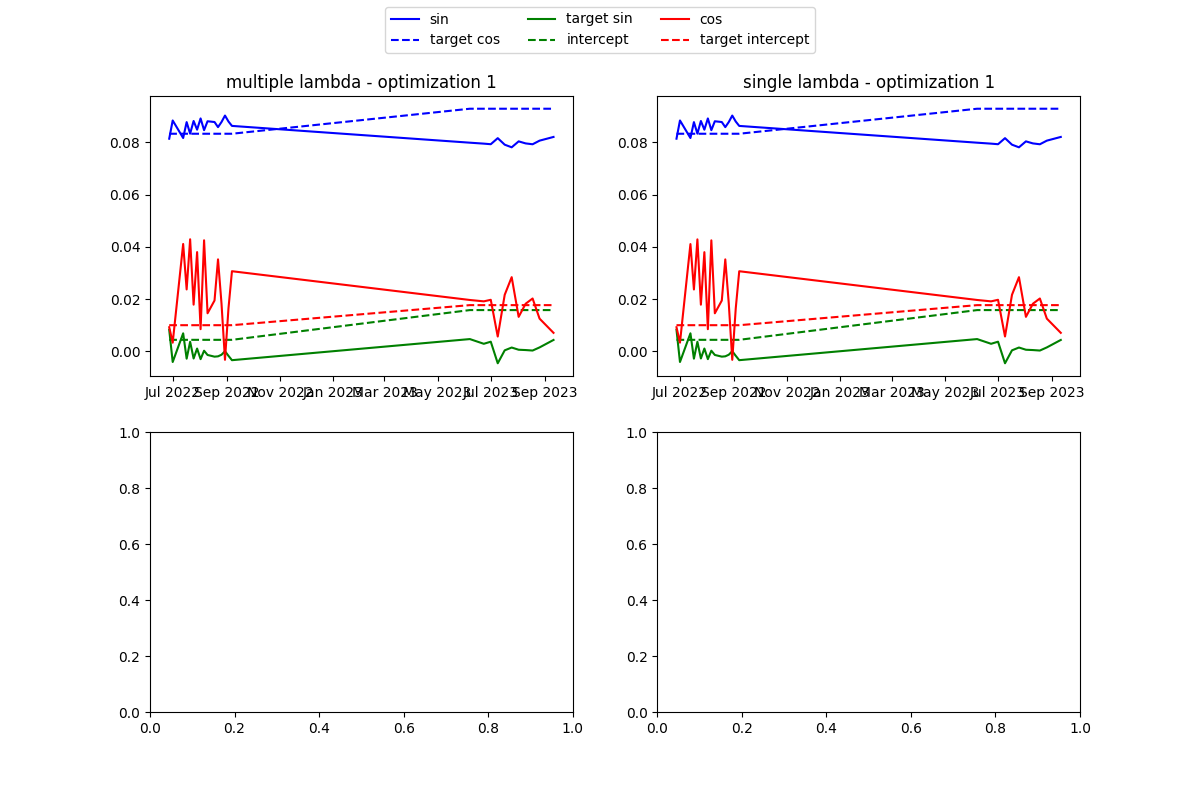 sin target sin cos
target cos intercept target intercept
multiple lambda - optimization 1 single lambda - optimization 1
0.08 0.08
0.06 0.06
0.04 0.04
0.02 0.02
0.00 0.00
Jul 2022 Sep 2022 Nov 2022 Jan 2023 Mar 2023 May 2023 Jul 2023 Sep 2023 Jul 2022 Sep 2022 Nov 2022 Jan 2023 Mar 2023 May 2023 Jul 2023 Sep 2023
1.0 1.0
0.8 0.8
0.6 0.6
0.4 0.4
0.2 0.2
0.0 0.0
0.0 0.2 0.4 0.6 0.8 1.0 0.0 0.2 0.4 0.6 0.8 1.0